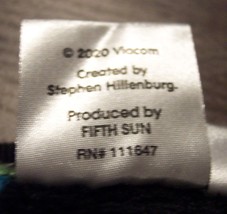 © 2020 Viacom
Created by
Stephen Hillenburg.
Produced by
FIFTH SUN
RN# 111647